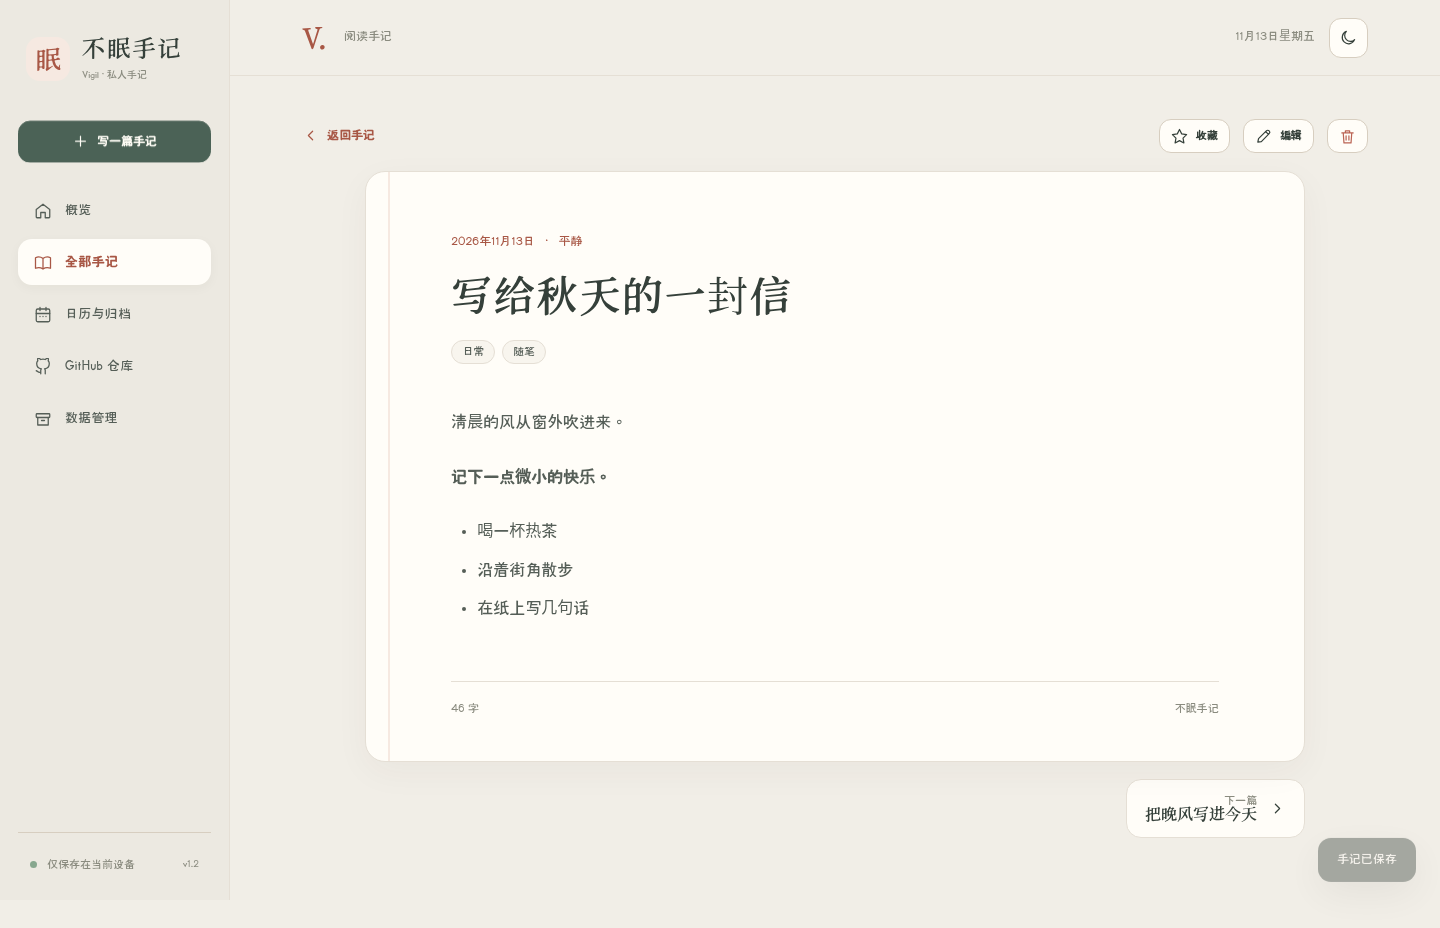 眠
不眠手记
Vigil · 私人手记
写一篇手记
概览
全部手记
日历与归档
GitHub 仓库
数据管理
仅保存在当前设备
v1.2
V.
阅读手记
11月13日星期五
返回手记
收藏
编辑
2026年11月13日 · 平静
写给秋天的一封信
日常
随笔
清晨的风从窗外吹进来。
记下一点微小的快乐。
• 喝一杯热茶
• 沿着街角散步
• 在纸上写几句话
46 字
不眠手记
下一篇
把晚风写进今天
手记已保存